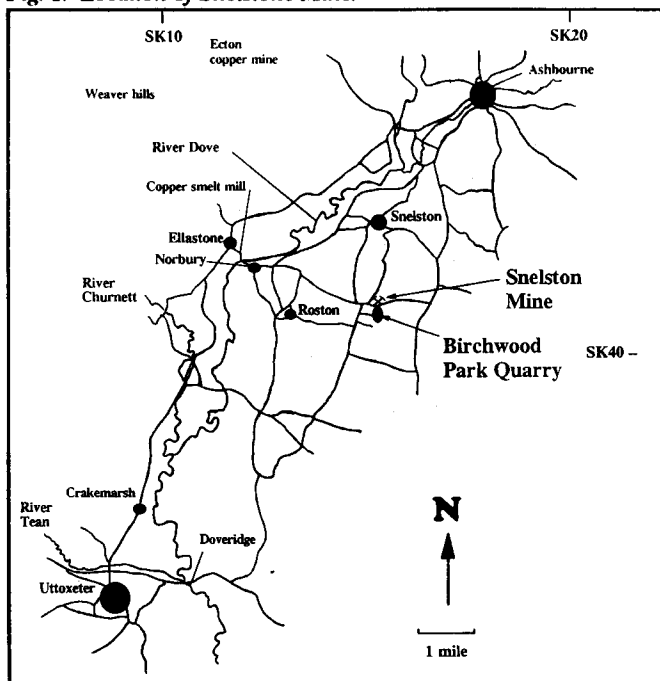 Fig. 1. Location of Snelstone Mine.
SK10
SK20
Ecton
copper mine
Ashbourne
Weaver hills
River Dove
Copper smelt mill
Snelston
Ellastone
Norbury
River
Churnett
Snelston
Mine
Roston
Birchwood
Park Quarry
SK40 --
N
Crakemarsh
River
Tean
Doveridge
Uttoxeter
1 mile